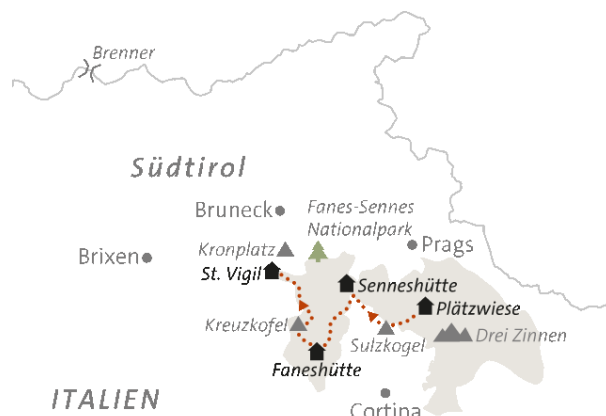 Brenner
Südtirol
Bruneck
Fanes-Sennes
Nationalpark
Kronplatz
Prags
Brixen
St. Vigil
Senneshütte
Plätzwiese
Kreuzkofel
Sulzkogel
Drei Zinnen
Faneshütte
ITALIEN
Cortina